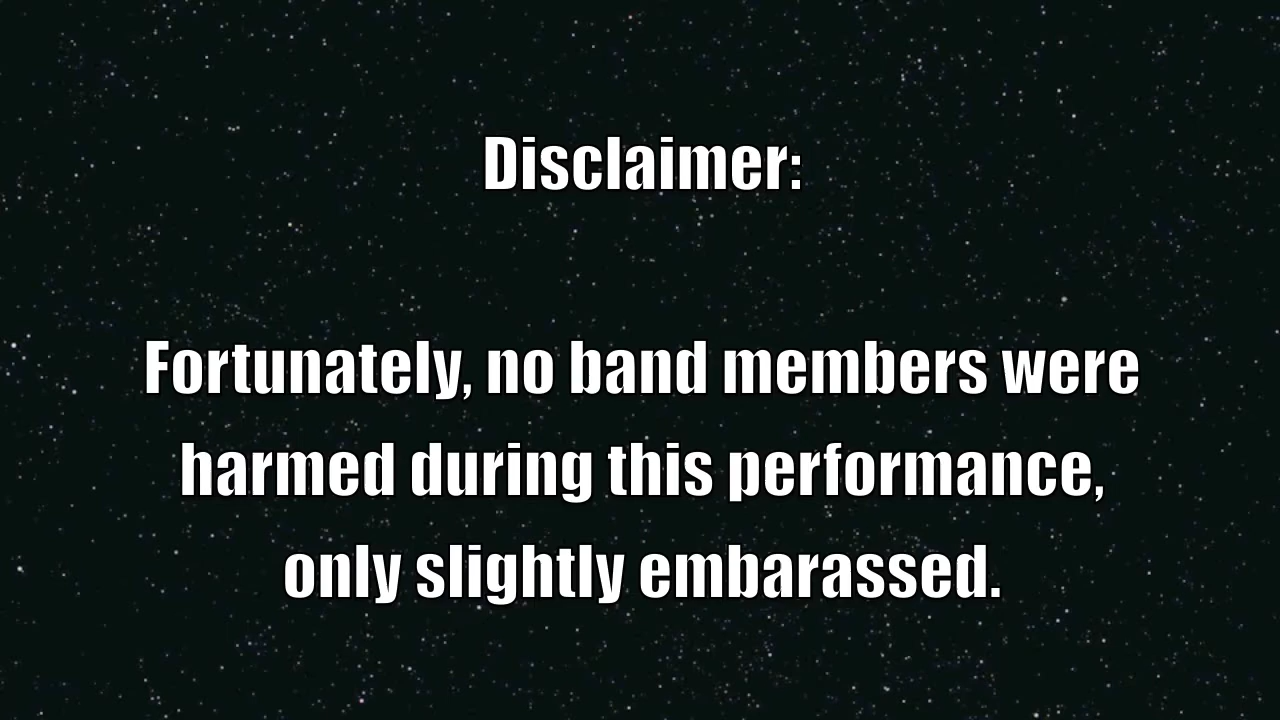 Disclaimer:
Fortunately, no band members were
harmed during this performance,
only slightly embarassed.